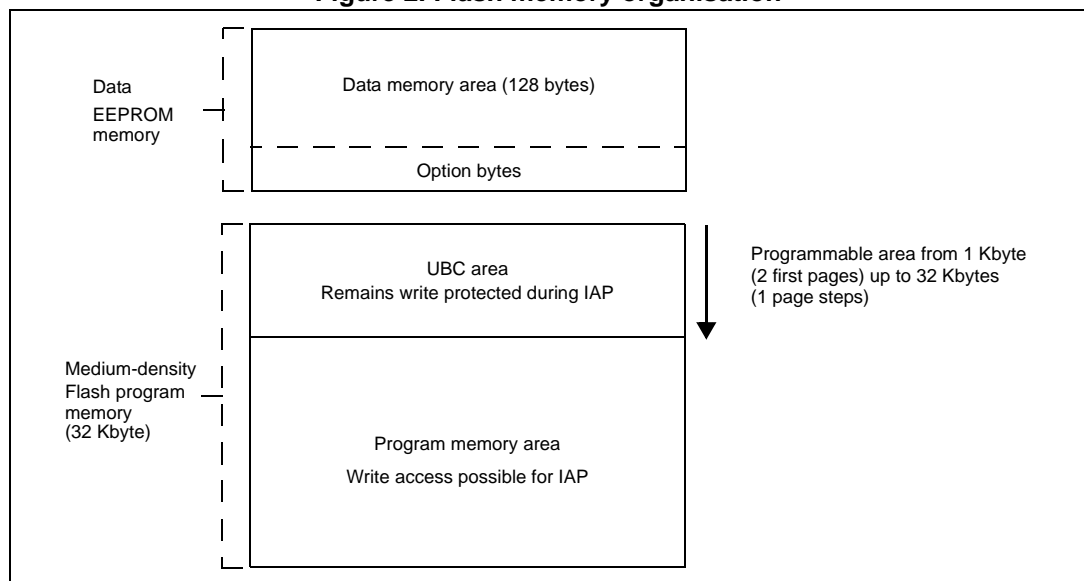 Figure 2. Flash memory organisation
Data
EEPROM
memory
Data memory area (128 bytes)
Option bytes
UBC area
Remains write protected during IAP
Programmable area from 1 Kbyte
(2 first pages) up to 32 Kbytes
(1 page steps)
Medium-density
Flash program
memory
(32 Kbyte)
Program memory area
Write access possible for IAP